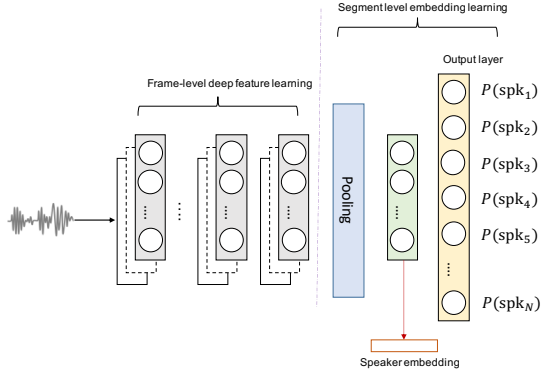 Segment level embedding learning
Output layer
Frame-level deep feature learning
P(spk₁)
P(spk₂)
P(spk₃)
P(spk₄)
P(spk₅)
P(spk_N)
Pooling
Speaker embedding